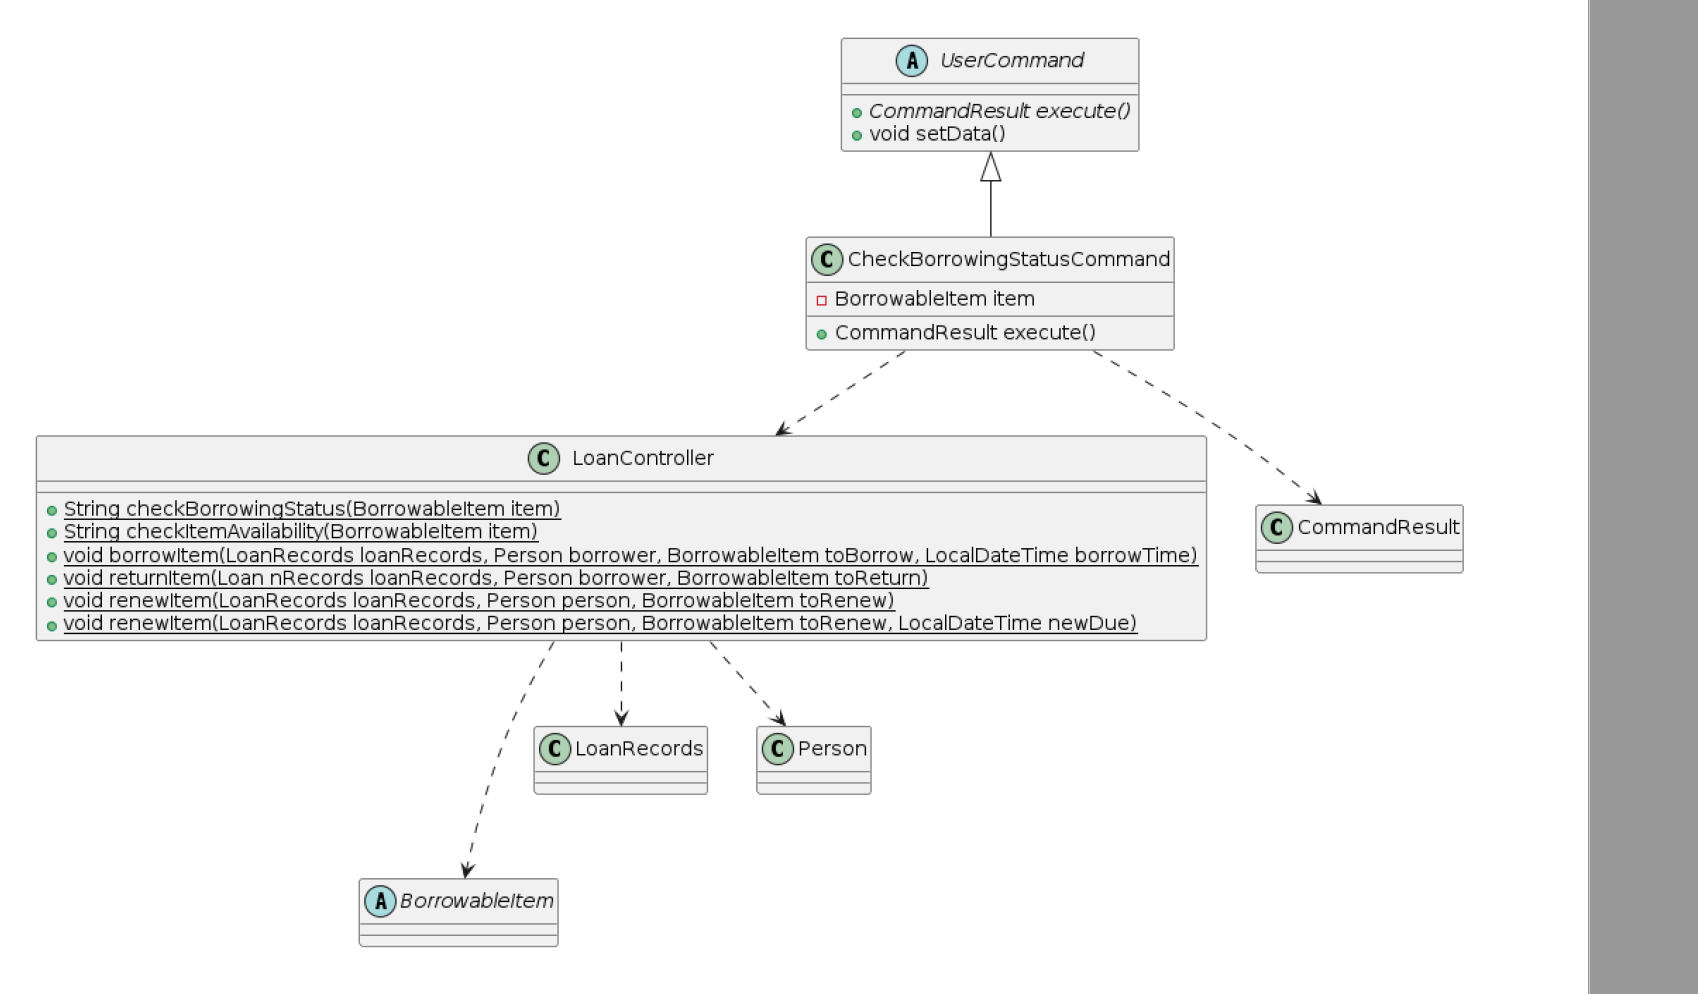 A UserCommand
CommandResult execute()
void setData()
C CheckBorrowingStatusCommand
BorrowableItem item
CommandResult execute()
C LoanController
String checkBorrowingStatus(BorrowableItem item)
String checkItemAvailability(BorrowableItem item)
void borrowItem(LoanRecords loanRecords, Person borrower, BorrowableItem toBorrow, LocalDateTime borrowTime)
void returnItem(Loan nRecords loanRecords, Person borrower, BorrowableItem toReturn)
void renewItem(LoanRecords loanRecords, Person person, BorrowableItem toRenew)
void renewItem(LoanRecords loanRecords, Person person, BorrowableItem toRenew, LocalDateTime newDue)
C CommandResult
C LoanRecords
C Person
A BorrowableItem